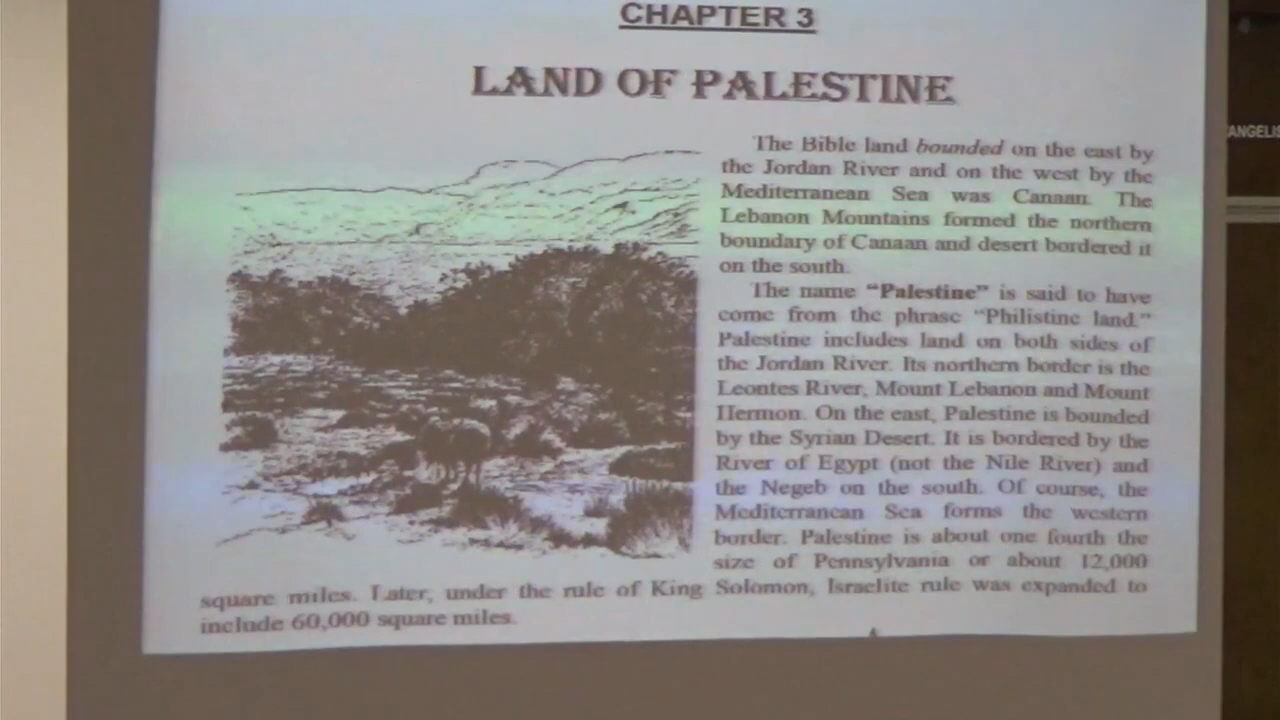 CHAPTER 3
LAND OF PALESTINE
The Bible land bounded on the east by
the Jordan River and on the west by the
Mediterranean Sea was Canaan. The
Lebanon Mountains formed the northern
boundary of Canaan and desert bordered it
on the south.
The name “Palestine” is said to have
come from the phrase “Philistine land.”
Palestine includes land on both sides of
the Jordan River. Its northern border is the
Leontes River, Mount Lebanon and Mount
Hermon. On the east, Palestine is bounded
by the Syrian Desert. It is bordered by the
River of Egypt (not the Nile River) and
the Negeb on the south. Of course, the
Mediterranean Sea forms the western
border. Palestine is about one fourth the
size of Pennsylvania or about 12,000
square miles. Later, under the rule of King Solomon, Israelite rule was expanded to
include 60,000 square miles.
ANGELIS